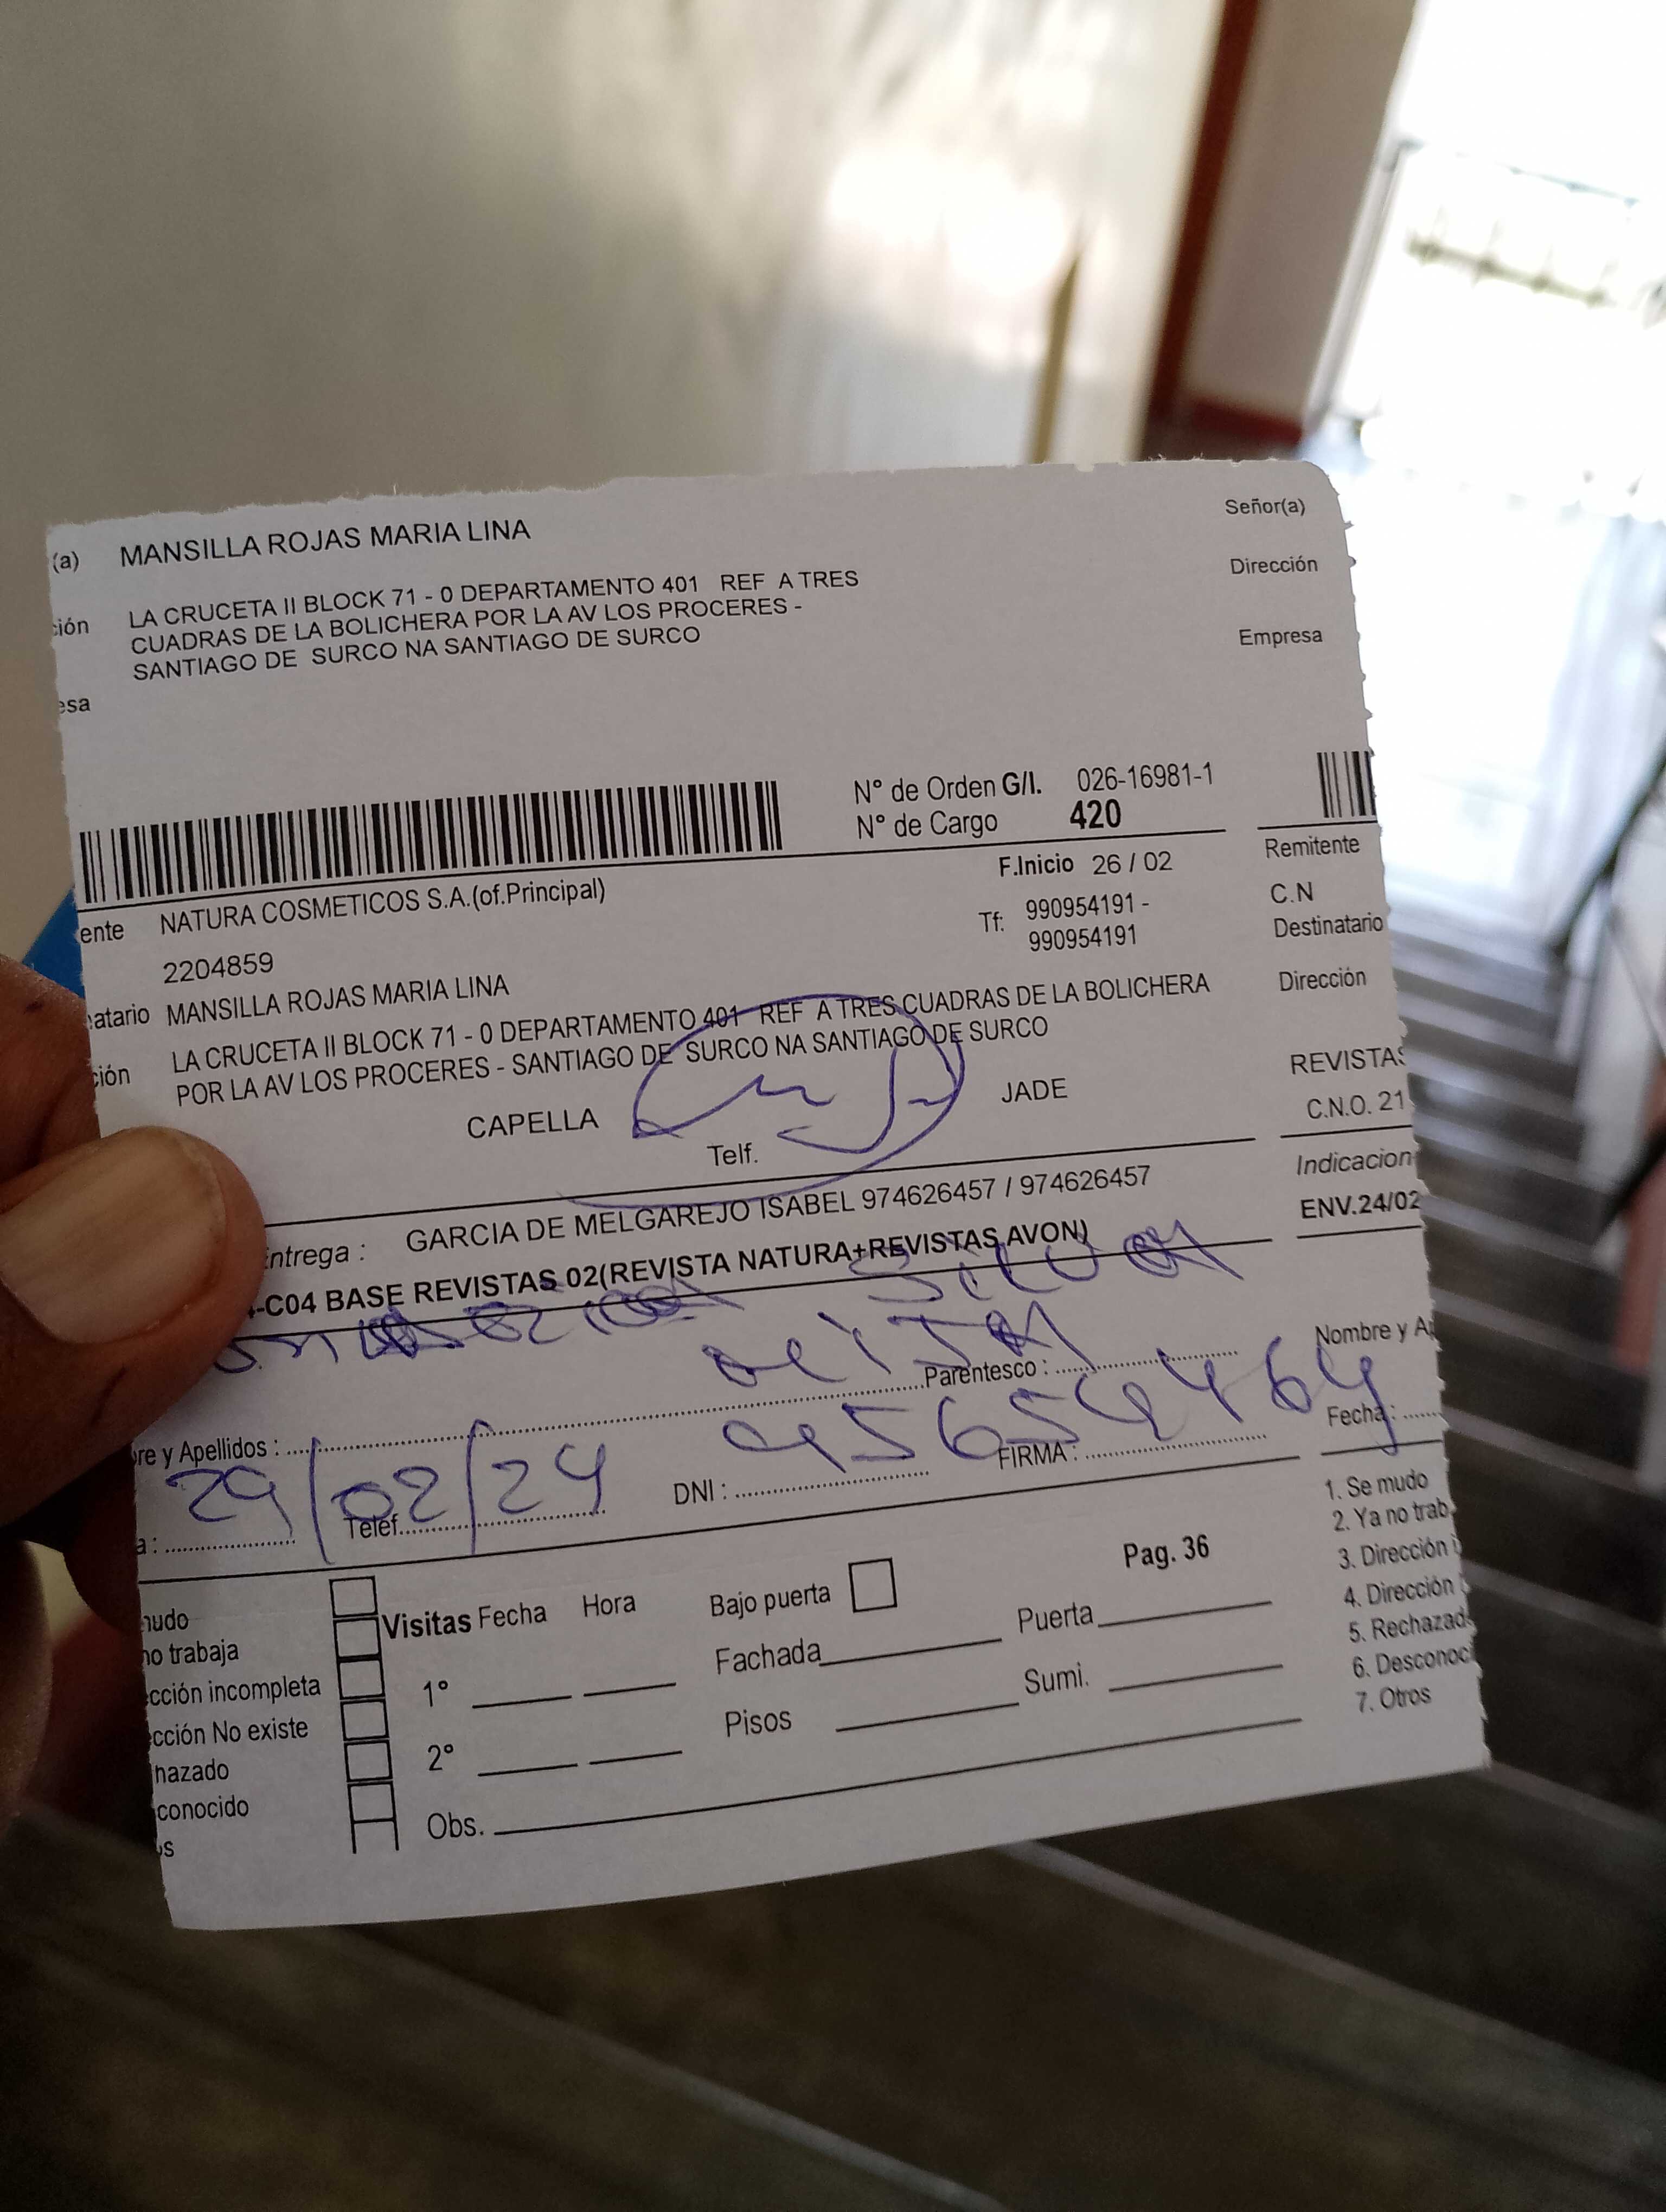 (a) MANSILLA ROJAS MARIA LINA
Señor(a)
ción LA CRUCETA II BLOCK 71 - 0 DEPARTAMENTO 401 REF A TRES
CUADRAS DE LA BOLICHERA POR LA AV LOS PROCERES -
SANTIAGO DE SURCO NA SANTIAGO DE SURCO
Dirección
esa
Empresa
N° de Orden G/I. 026-16981-1
N° de Cargo 420
F.Inicio 26 / 02
Remitente
ente NATURA COSMETICOS S.A.(of.Principal)
Tf: 990954191 -
990954191
C.N
2204859
Destinatario
atario MANSILLA ROJAS MARIA LINA
ción LA CRUCETA II BLOCK 71 - 0 DEPARTAMENTO 401 REF A TRES CUADRAS DE LA BOLICHERA
POR LA AV LOS PROCERES - SANTIAGO DE SURCO NA SANTIAGO DE SURCO
Dirección
CAPELLA
JADE
REVISTAS
C.N.O. 21
Telf.
Indicacion
Entrega : GARCIA DE MELGAREJO ISABEL 974626457 / 974626457
-C04 BASE REVISTAS 02(REVISTA NATURA+REVISTAS AVON)
ENV.24/02
re y Apellidos : Parentesco :
Nombre y Ap
a : 29/02/24
Telef.
DNI :
FIRMA :
Fecha :
mudo
no trabaja
cción incompleta
cción No existe
hazado
conocido
s
Visitas Fecha Hora
1°
2°
Obs.
Bajo puerta
Fachada
Pisos
Pag. 36
Puerta
Sumi.
1. Se mudo
2. Ya no trab
3. Dirección
4. Dirección
5. Rechazad
6. Desconoci
7. Otros